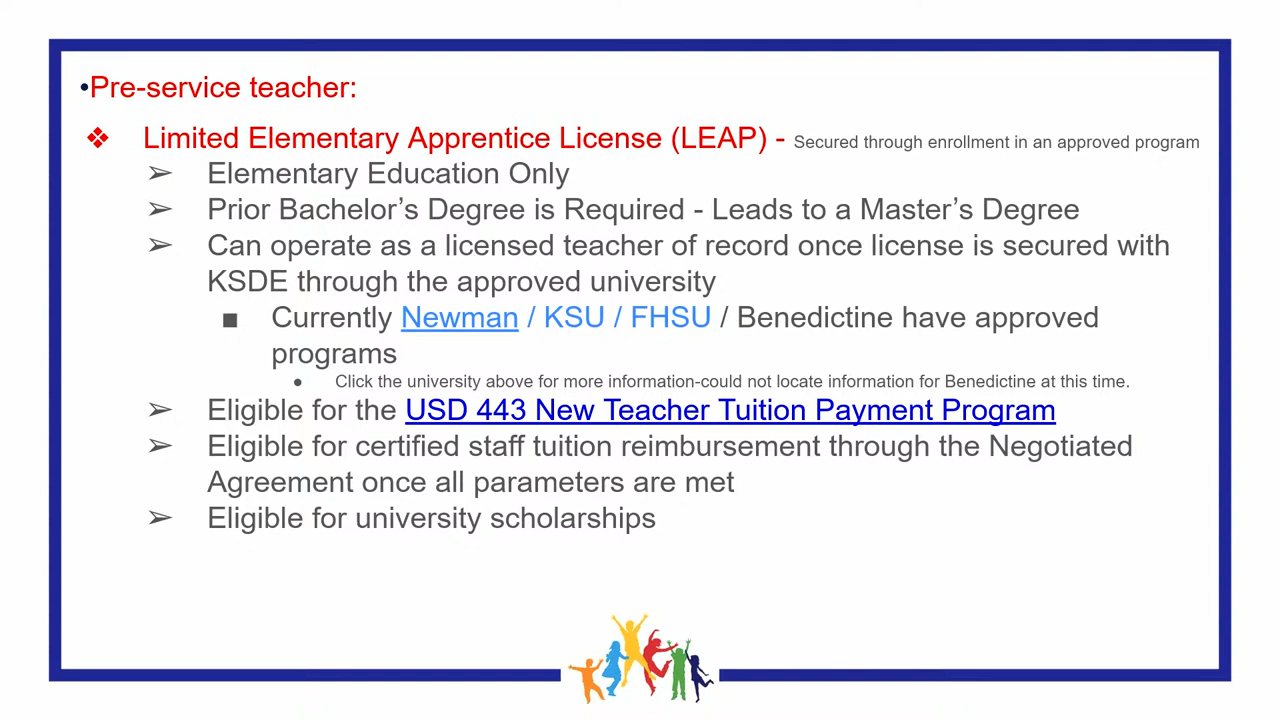 •Pre-service teacher:
❖ Limited Elementary Apprentice License (LEAP) - Secured through enrollment in an approved program
➢ Elementary Education Only
➢ Prior Bachelor’s Degree is Required - Leads to a Master’s Degree
➢ Can operate as a licensed teacher of record once license is secured with
KSDE through the approved university
■ Currently Newman / KSU / FHSU / Benedictine have approved
programs
● Click the university above for more information-could not locate information for Benedictine at this time.
➢ Eligible for the USD 443 New Teacher Tuition Payment Program
➢ Eligible for certified staff tuition reimbursement through the Negotiated
Agreement once all parameters are met
➢ Eligible for university scholarships